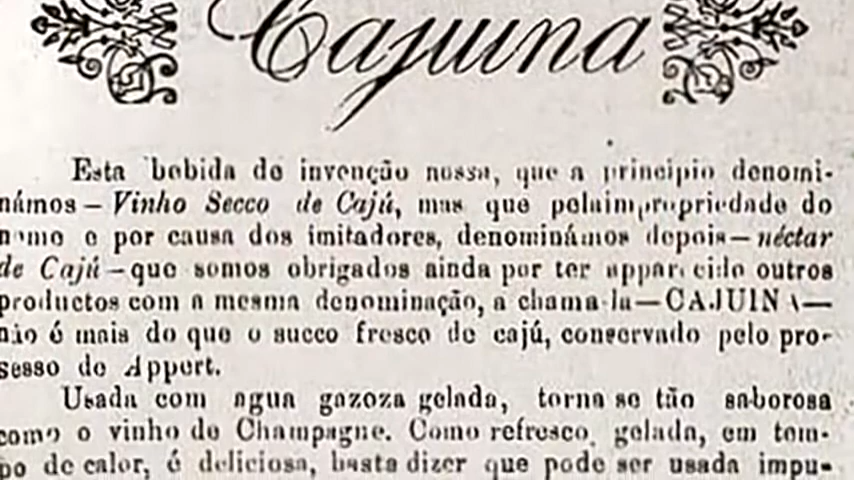 Cajuina
Esta bebida de invenção nossa, que a principio denomi-
námos — Vinho Secco de Cajú, mas que pela impropriedade do
nome e por causa dos imitadores, denominámos depois — néctar
de Cajú — que somos obrigados ainda por ter apparecido outros
productos com a mesma denominação, a chama-la — CAJUINA —
não é mais do que o succo fresco de cajú, conservado pelo pro-
sesso de Appert.
Usada com agua gazoza gelada, torna se tão saborosa
como o vinho de Champagne. Como refresco, gelada, em tem-
po de calor, é deliciosa, basta dizer que pode ser usada impu-